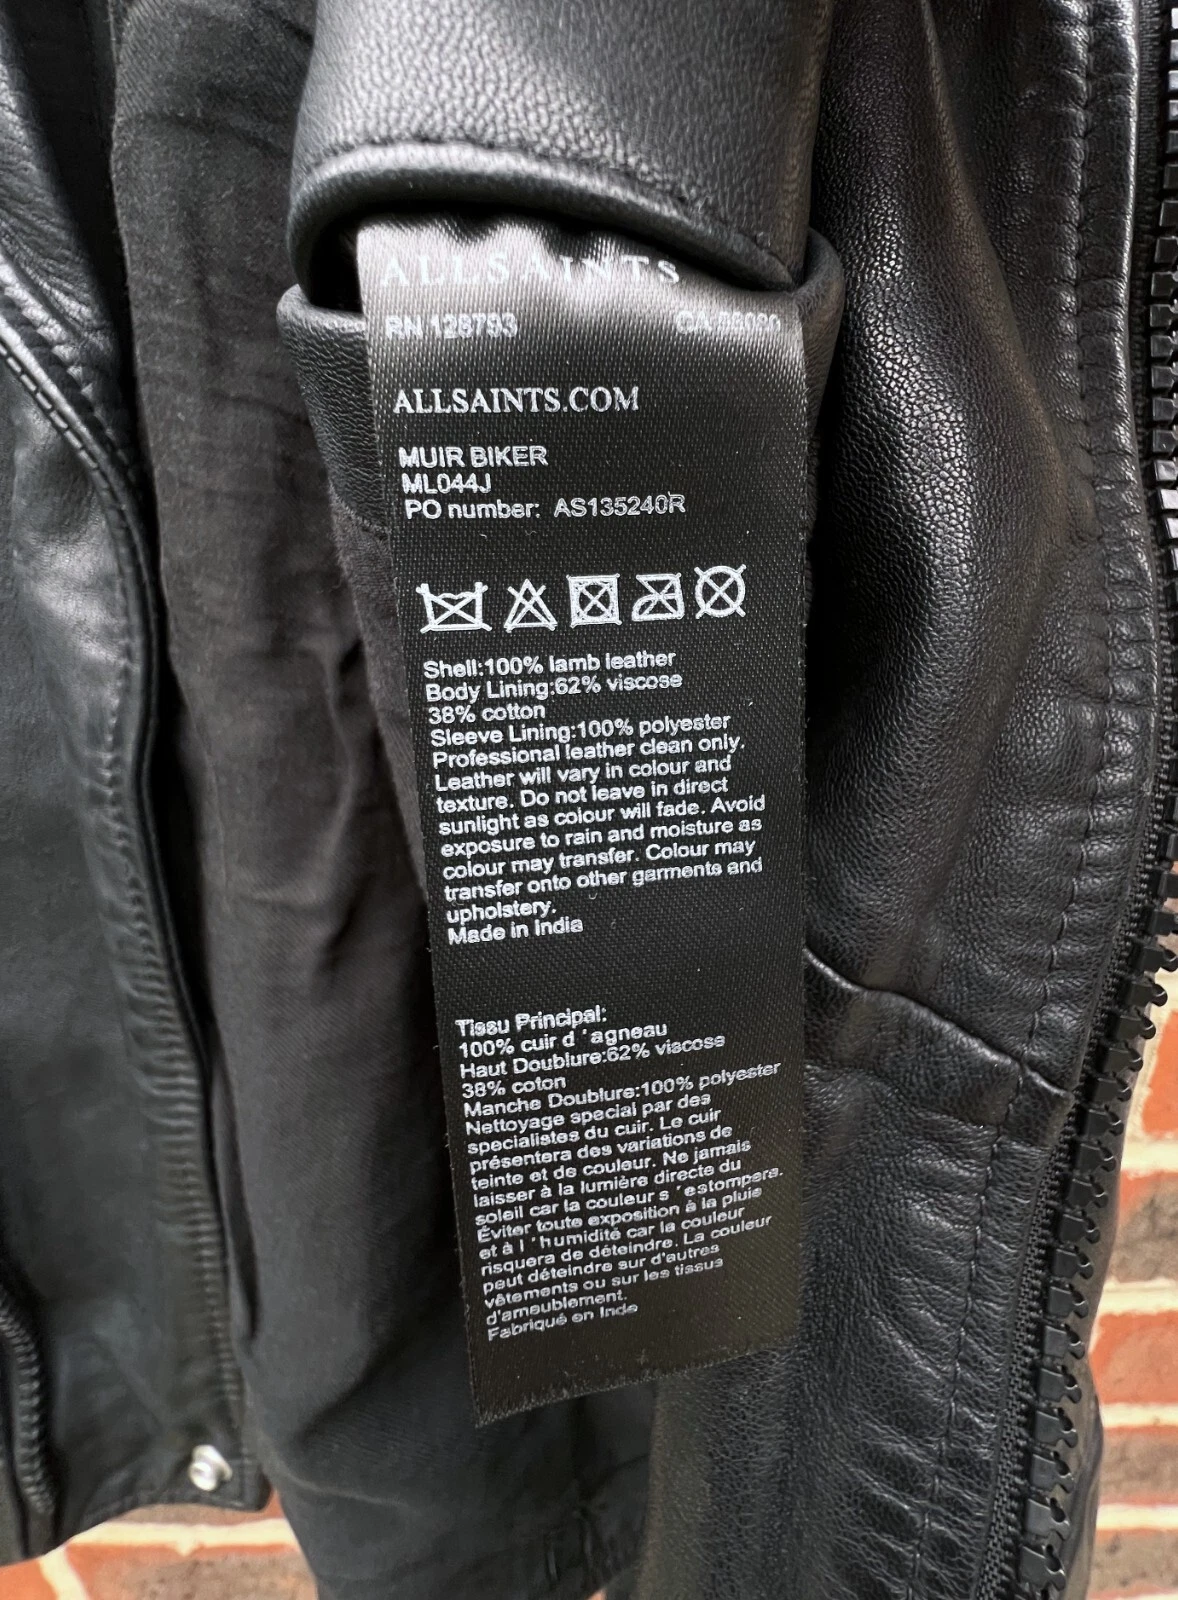 ALLSAINTS
RN 128793
ALLSAINTS.COM
MUIR BIKER
ML044J
PO number: AS135240R
Shell:100% lamb leather
Body Lining:62% viscose
38% cotton
Sleeve Lining:100% polyester
Professional leather clean only.
Leather will vary in colour and
texture. Do not leave in direct
sunlight as colour will fade. Avoid
exposure to rain and moisture as
colour may transfer. Colour may
transfer onto other garments and
upholstery.
Made in India
Tissu Principal:
100% cuir d 'agneau
Haut Doublure:62% viscose
38% coton
Manche Doublure:100% polyester
Nettoyage special par des
specialistes du cuir. Le cuir
présentera des variations de
teinte et de couleur. Ne jamais
laisser à la lumière directe du
soleil car la couleur s 'estompera.
Éviter toute exposition à la pluie
et à l 'humidité car la couleur
risquera de déteindre. La couleur
peut déteindre sur d'autres
vêtements ou sur les tissus
d'ameublement.
Fabriqué en Inde